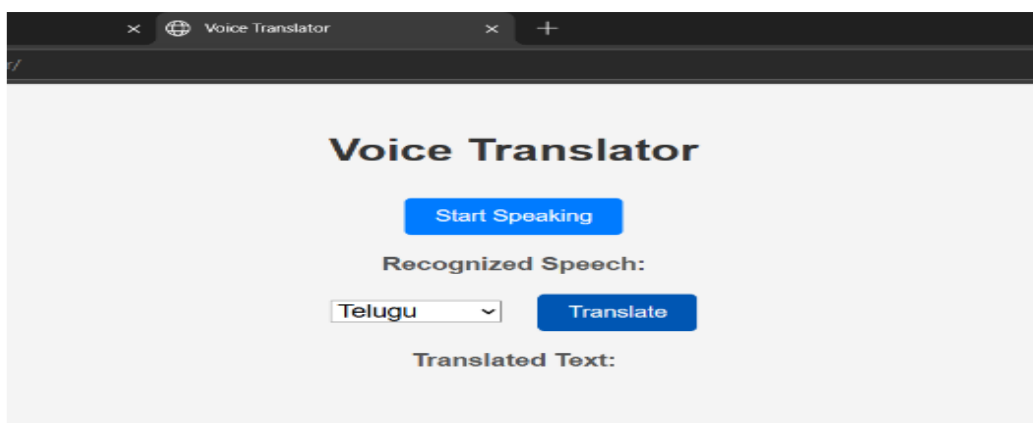 Voice Translator
r/
Voice Translator
Start Speaking
Recognized Speech:
Telugu Translate
Translated Text: